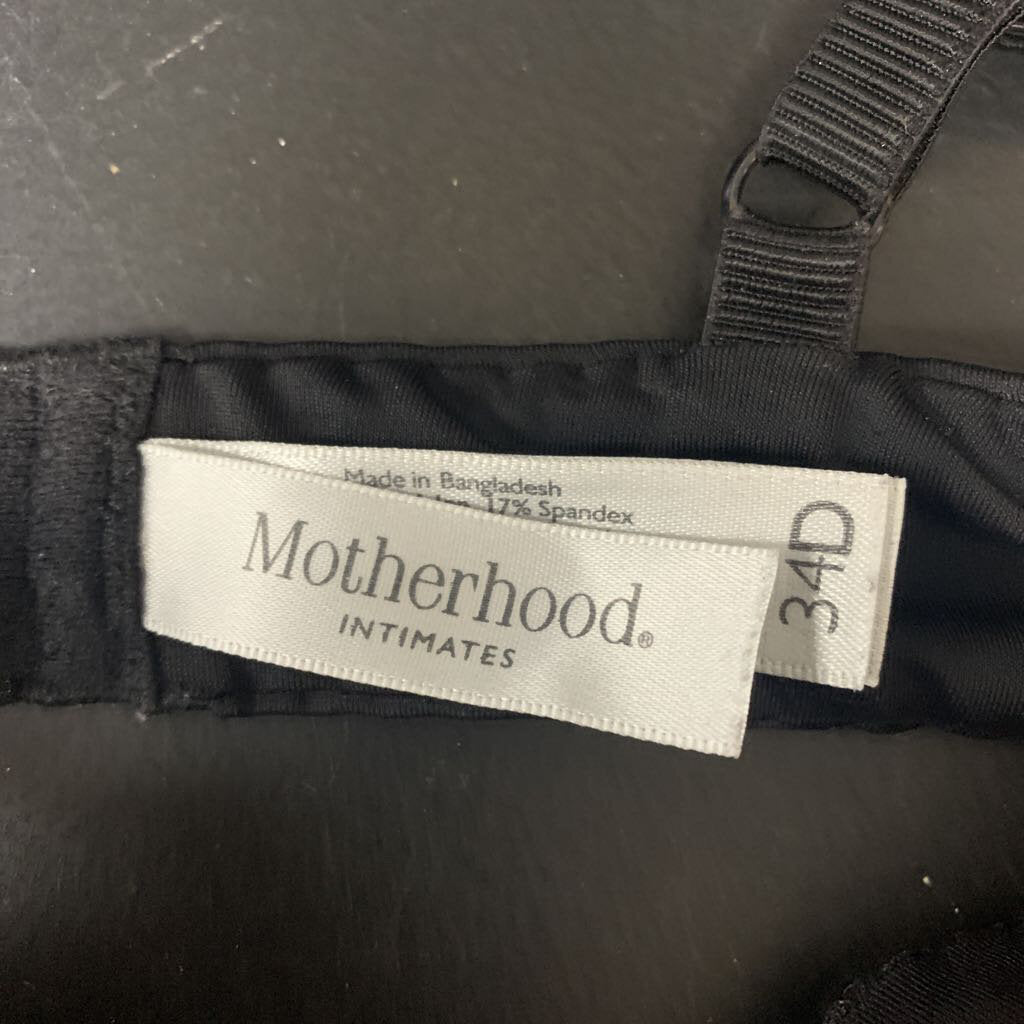 Made in Bangladesh
17% Spandex
Motherhood®
INTIMATES
34D